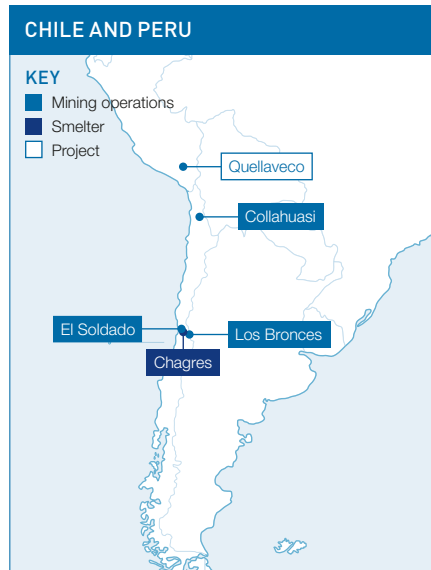 CHILE AND PERU
KEY
Mining operations
Smelter
Project
Quellaveco
Collahuasi
El Soldado
Los Bronces
Chagres